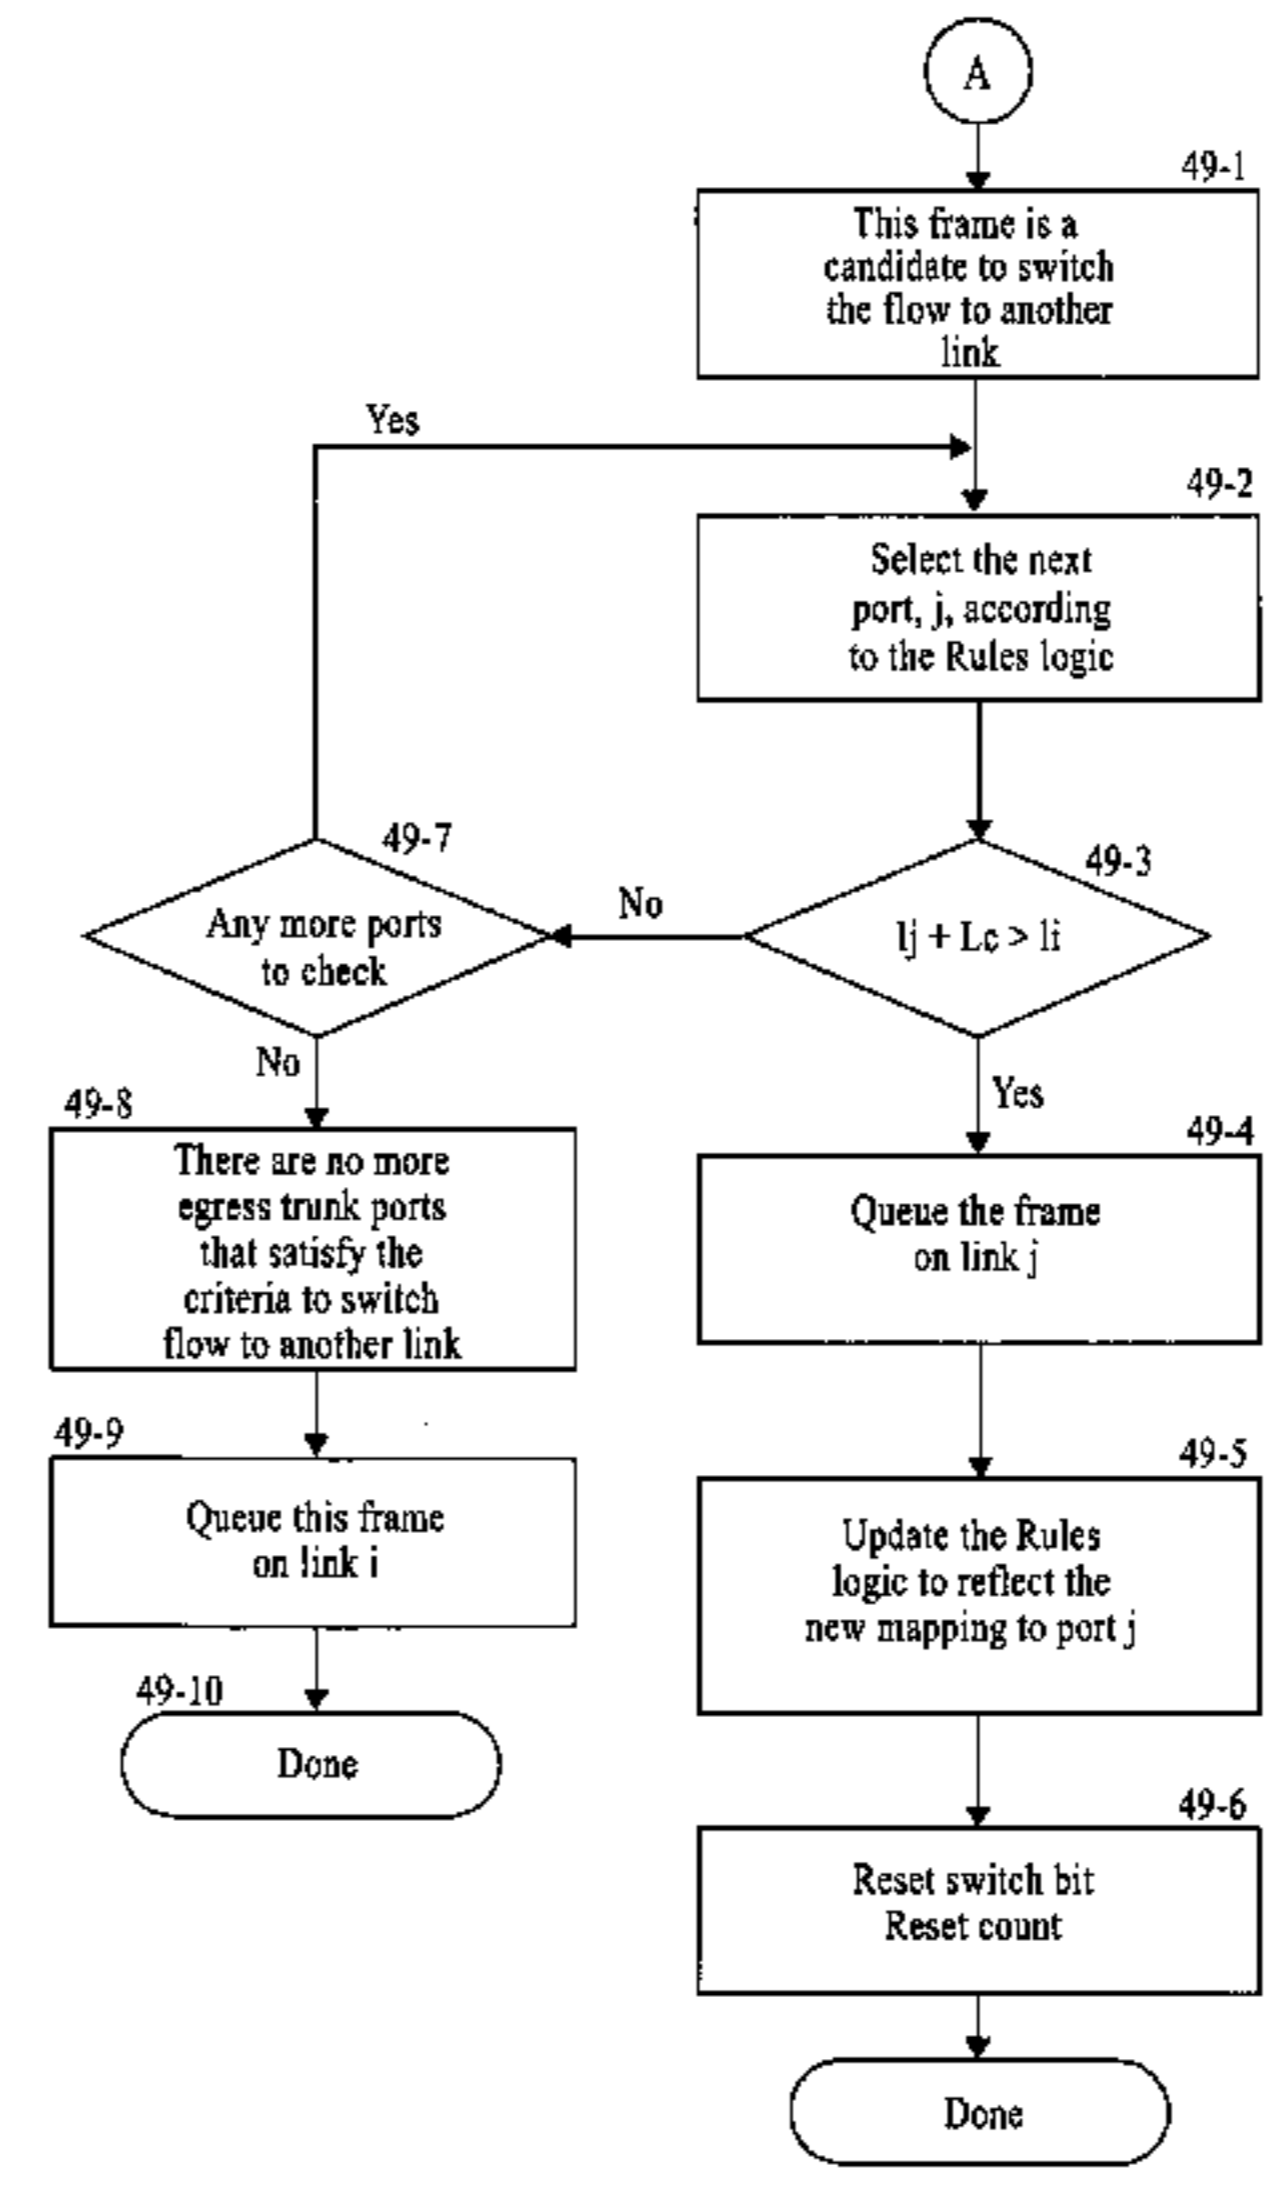 A
49-1
This frame is a
candidate to switch
the flow to another
link
Yes
49-2
Select the next
port, j, according
to the Rules logic
49-7
49-3
Any more ports
to check
No
lj + Lc > li
No
Yes
49-8
There are no more
egress trunk ports
that satisfy the
criteria to switch
flow to another link
49-4
Queue the frame
on link j
49-9
Queue this frame
on link i
49-5
Update the Rules
logic to reflect the
new mapping to port j
49-10
Done
49-6
Reset switch bit
Reset count
Done